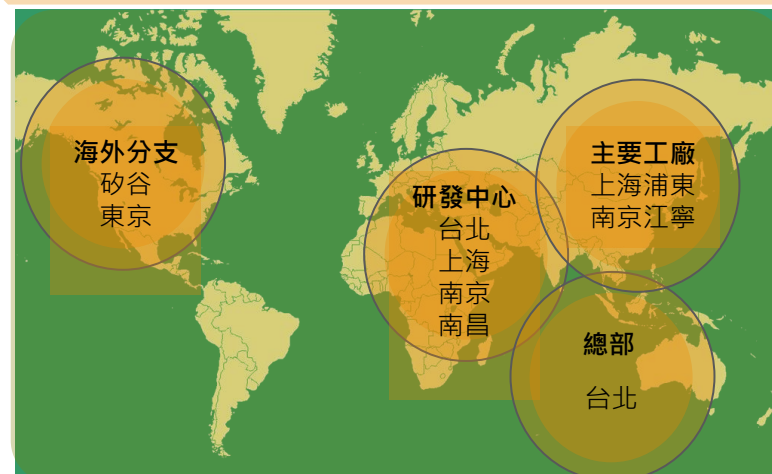 海外分支
矽谷
東京
研發中心
台北
上海
南京
南昌
主要工廠
上海浦東
南京江寧
總部
台北